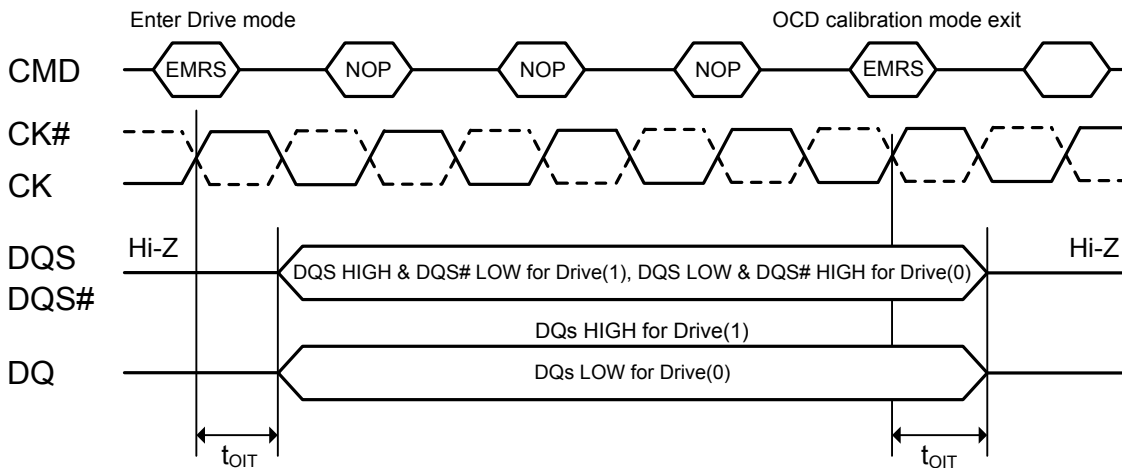 Enter Drive mode
OCD calibration mode exit
CMD
EMRS
NOP
NOP
NOP
EMRS
CK#
CK
Hi-Z
Hi-Z
DQS
DQS#
DQS HIGH & DQS# LOW for Drive(1), DQS LOW & DQS# HIGH for Drive(0)
DQs HIGH for Drive(1)
DQ
DQs LOW for Drive(0)
tOIT
tOIT